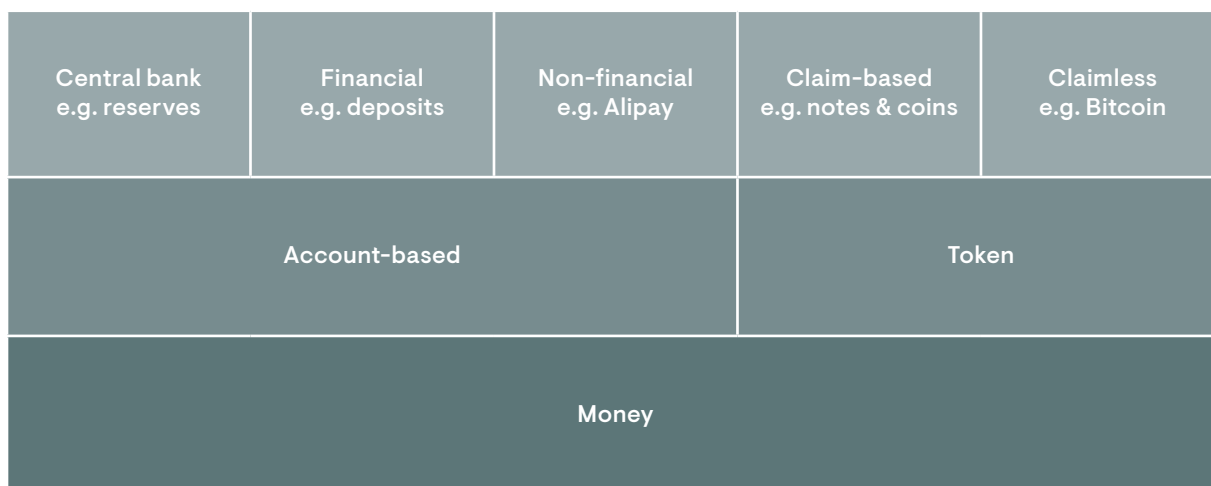 Central bank
e.g. reserves
Financial
e.g. deposits
Non-financial
e.g. Alipay
Claim-based
e.g. notes & coins
Claimless
e.g. Bitcoin
Account-based
Token
Money